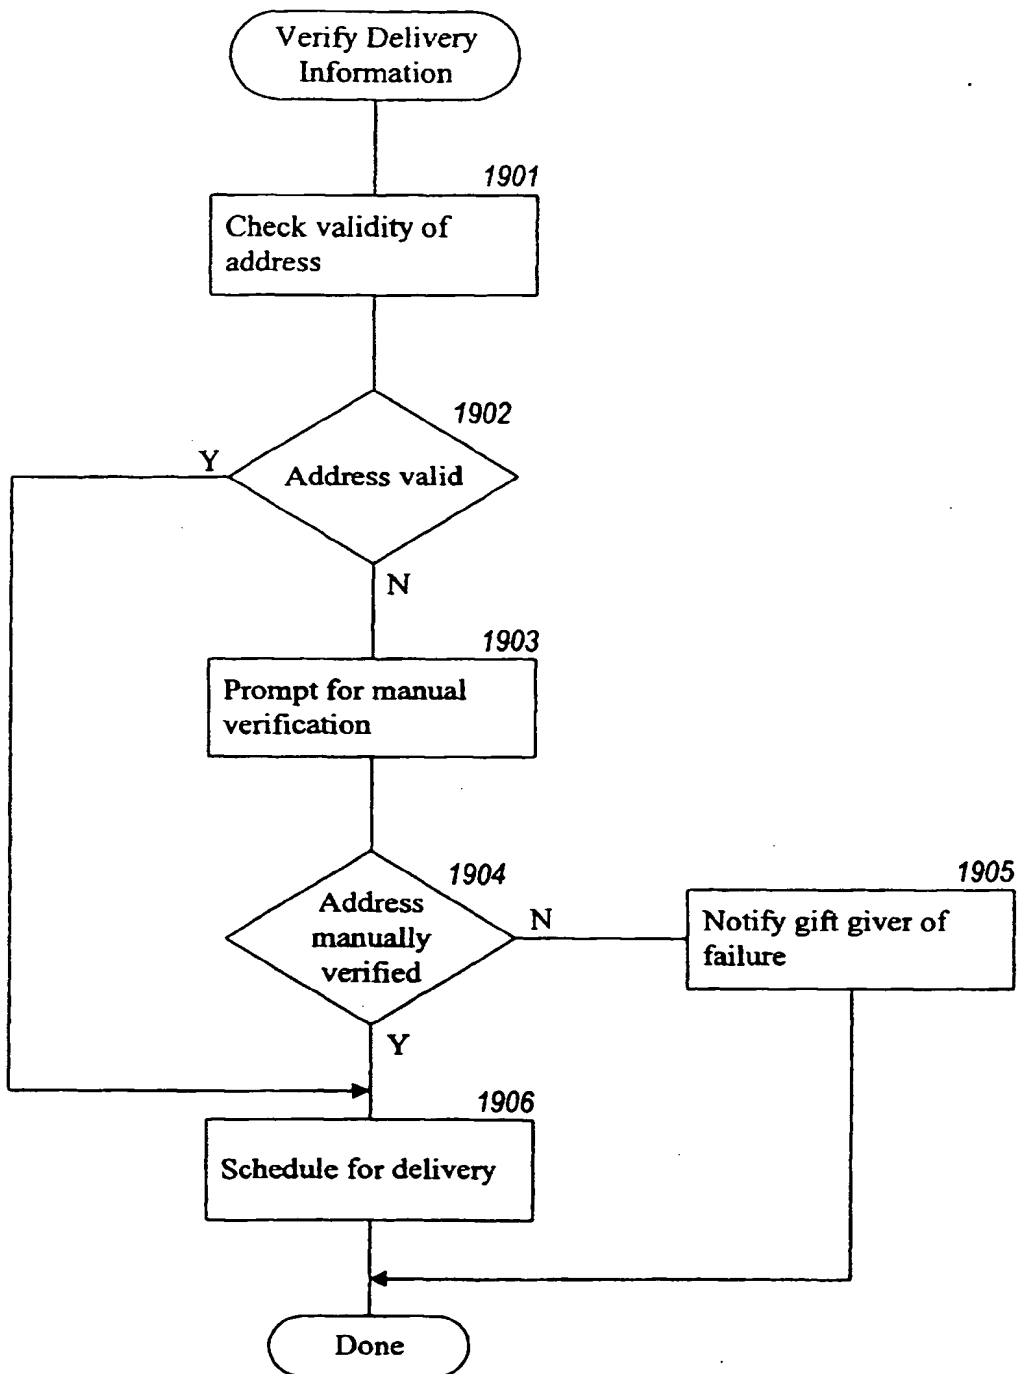 Verify Delivery
Information
1901
Check validity of
address
1902
Y
Address valid
N
1903
Prompt for manual
verification
1904
Address
manually
verified
N
1905
Notify gift giver of
failure
Y
1906
Schedule for delivery
Done